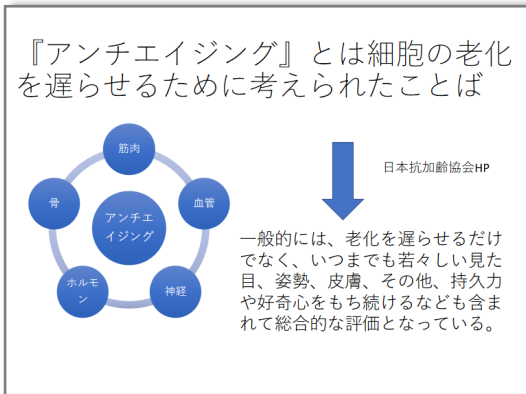 『アンチエイジング』とは細胞の老化
を遅らせるために考えられたことば
筋肉
血管
神経
ホルモ
ン
骨
アンチエ
イジング
日本抗加齢協会HP
一般的には、老化を遅らせるだけ
でなく、いつまでも若々しい見た
目、姿勢、皮膚、その他、持久力
や好奇心をもち続けるなども含ま
れて総合的な評価となっている。